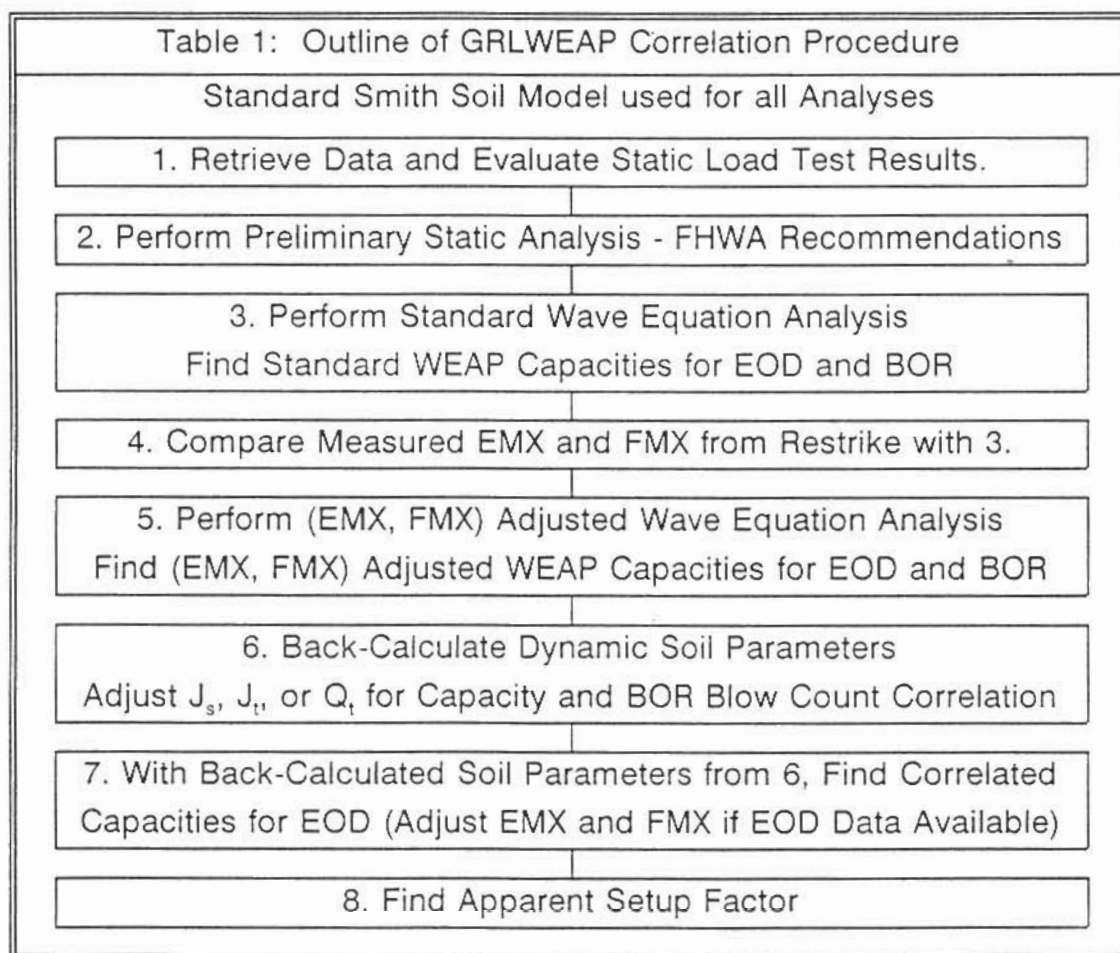 Table 1: Outline of GRLWEAP Correlation Procedure
Standard Smith Soil Model used for all Analyses
1. Retrieve Data and Evaluate Static Load Test Results.
2. Perform Preliminary Static Analysis - FHWA Recommendations
3. Perform Standard Wave Equation Analysis
Find Standard WEAP Capacities for EOD and BOR
4. Compare Measured EMX and FMX from Restrike with 3.
5. Perform (EMX, FMX) Adjusted Wave Equation Analysis
Find (EMX, FMX) Adjusted WEAP Capacities for EOD and BOR
6. Back-Calculate Dynamic Soil Parameters
Adjust Jₛ, Jₜ, or Qₜ for Capacity and BOR Blow Count Correlation
7. With Back-Calculated Soil Parameters from 6, Find Correlated
Capacities for EOD (Adjust EMX and FMX if EOD Data Available)
8. Find Apparent Setup Factor